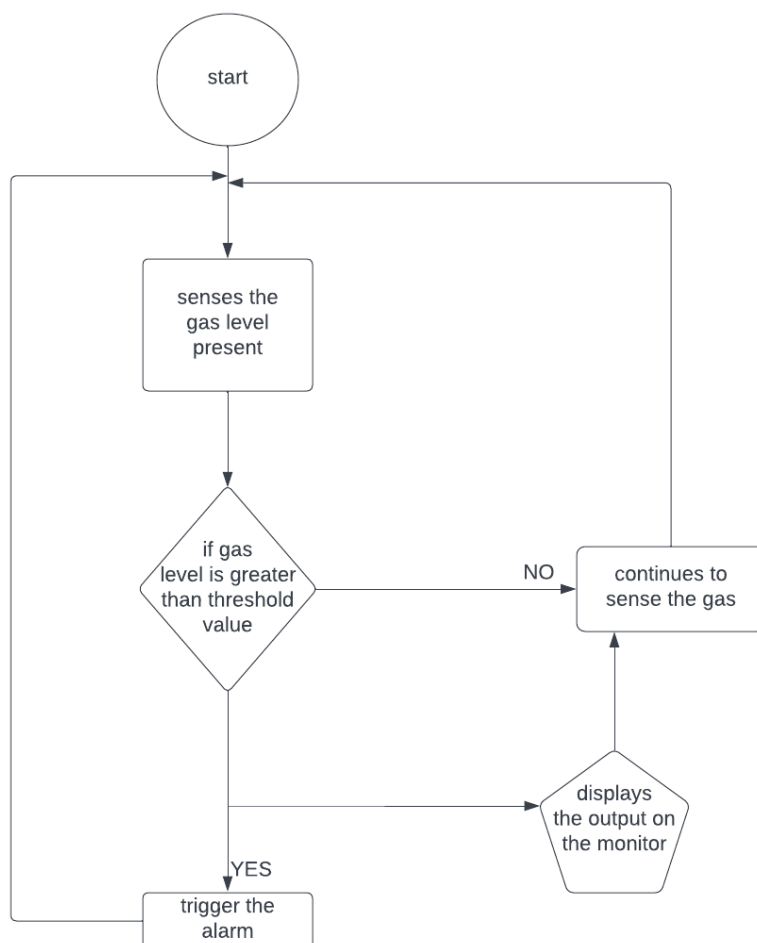 start
senses the
gas level
present
if gas
level is greater
than threshold
value
NO
continues to
sense the gas
displays
the output on
the monitor
YES
trigger the
alarm